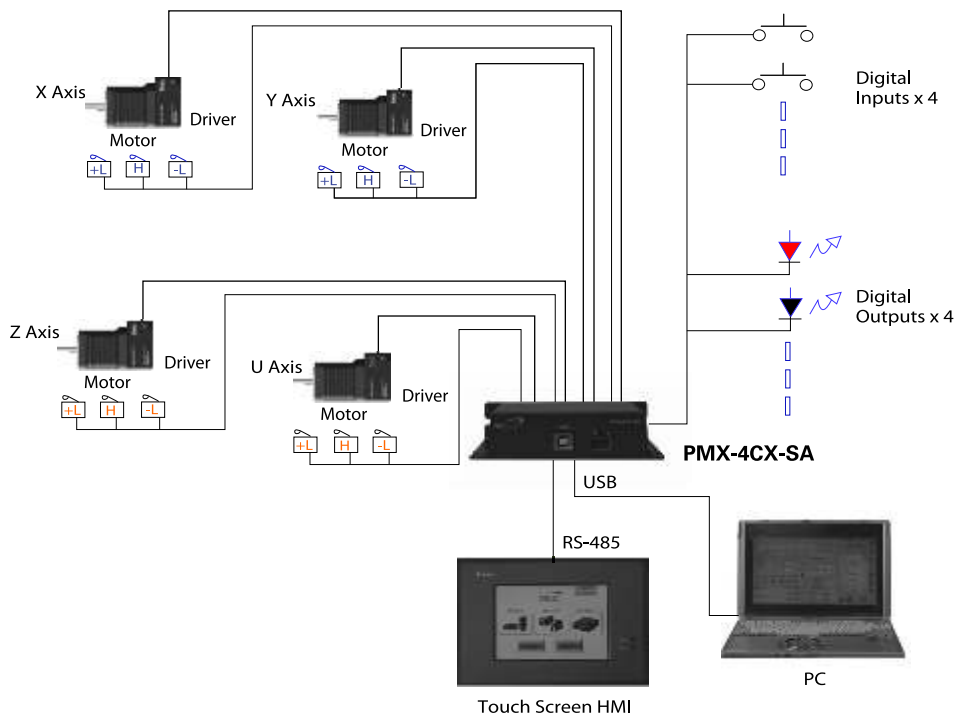 X Axis
Motor
Driver
+L H -L
Y Axis
Motor
Driver
+L H -L
Digital
Inputs x 4
Z Axis
Motor
Driver
+L H -L
U Axis
Motor
Driver
+L H -L
Digital
Outputs x 4
PMX-4CX-SA
USB
RS-485
Touch Screen HMI
PC